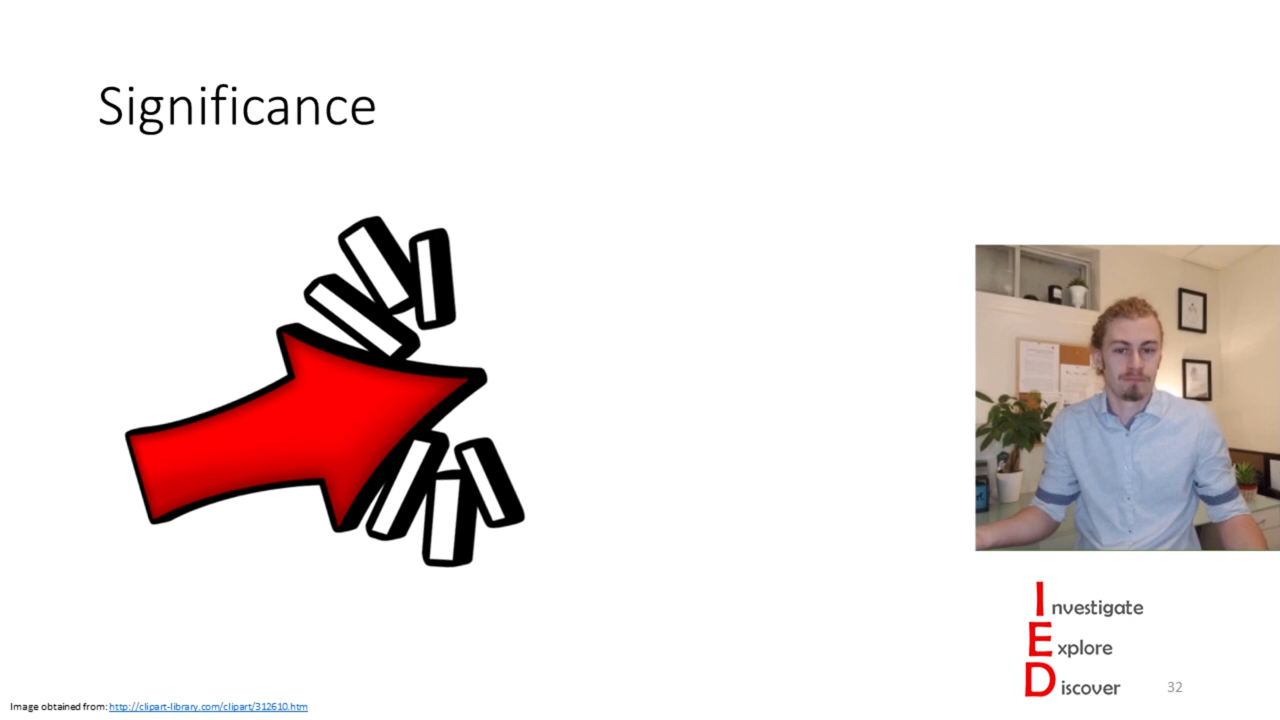 Significance
Investigate
Explore
Discover
32
Image obtained from: http://clipart-library.com/clipart/312610.htm